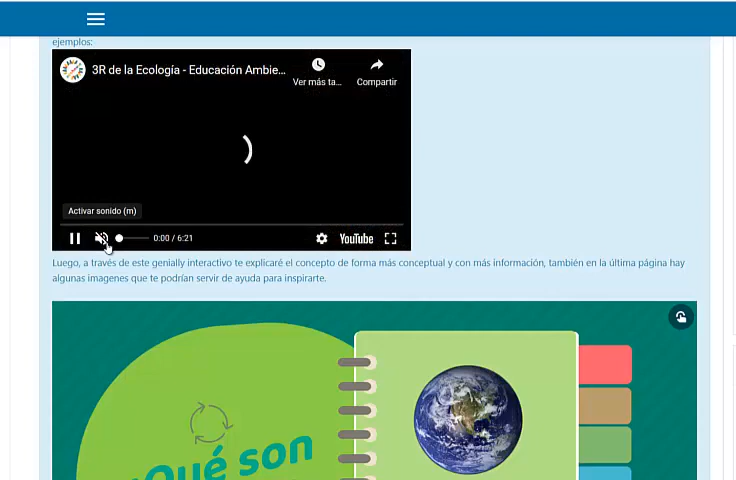 ejemplos:
3R de la Ecología - Educación Ambie...
Ver más ta...
Compartir
Activar sonido (m)
0:00 / 6:21
YouTube
Luego, a través de este genially interactivo te explicaré el concepto de forma más conceptual y con más información, también en la última página hay
algunas imagenes que te podrían servir de ayuda para inspirarte.
¿Qué son